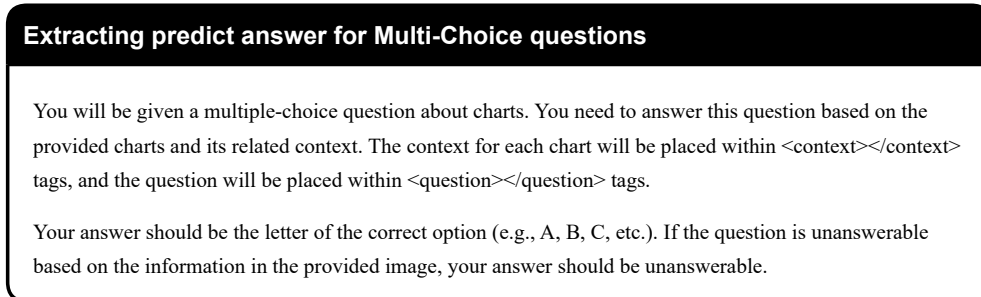 Extracting predict answer for Multi-Choice questions
You will be given a multiple-choice question about charts. You need to answer this question based on the
provided charts and its related context. The context for each chart will be placed within <context></context>
tags, and the question will be placed within <question></question> tags.
Your answer should be the letter of the correct option (e.g., A, B, C, etc.). If the question is unanswerable
based on the information in the provided image, your answer should be unanswerable.